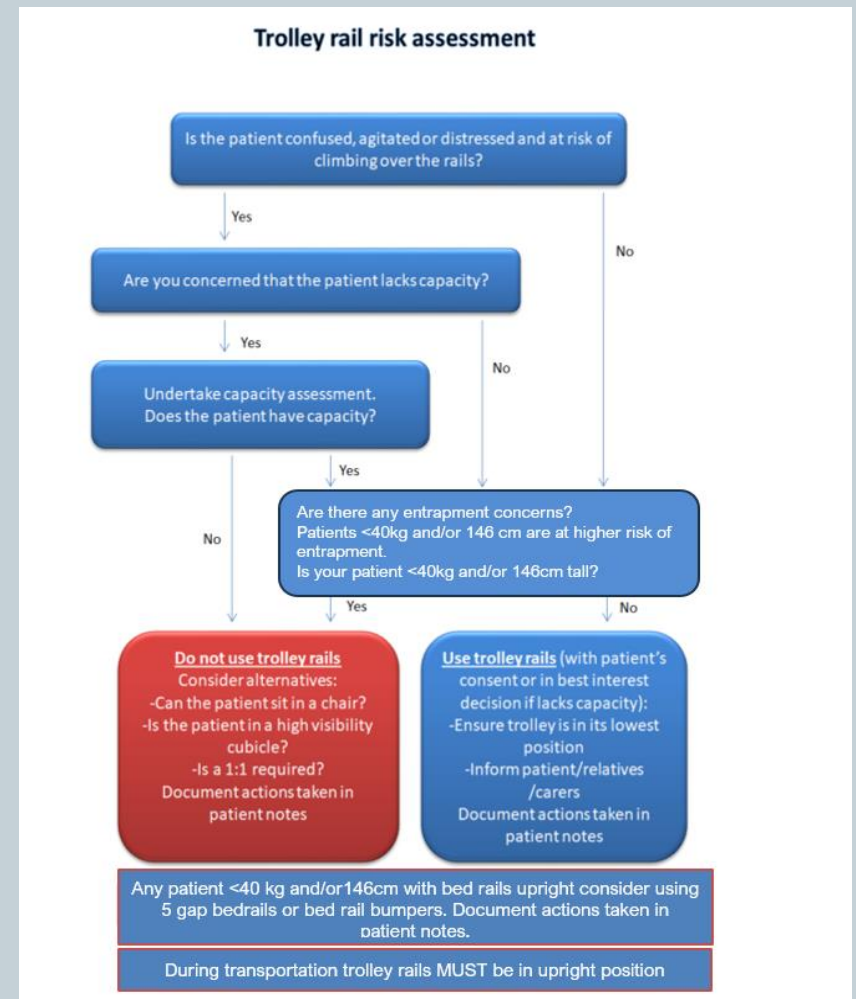 Trolley rail risk assessment
Is the patient confused, agitated or distressed and at risk of
climbing over the rails?
Yes
No
Are you concerned that the patient lacks capacity?
Yes
No
Undertake capacity assessment.
Does the patient have capacity?
Yes
No
Are there any entrapment concerns?
Patients <40kg and/or 146 cm are at higher risk of
entrapment.
Is your patient <40kg and/or 146cm tall?
Yes
No
Do not use trolley rails
Consider alternatives:
-Can the patient sit in a chair?
-Is the patient in a high visibility
cubicle?
-Is a 1:1 required?
Document actions taken in
patient notes
Use trolley rails (with patient's
consent or in best interest
decision if lacks capacity):
-Ensure trolley is in its lowest
position
-Inform patient/relatives
/carers
Document actions taken in
patient notes
Any patient <40 kg and/or146cm with bed rails upright consider using
5 gap bedrails or bed rail bumpers. Document actions taken in
patient notes.
During transportation trolley rails MUST be in upright position